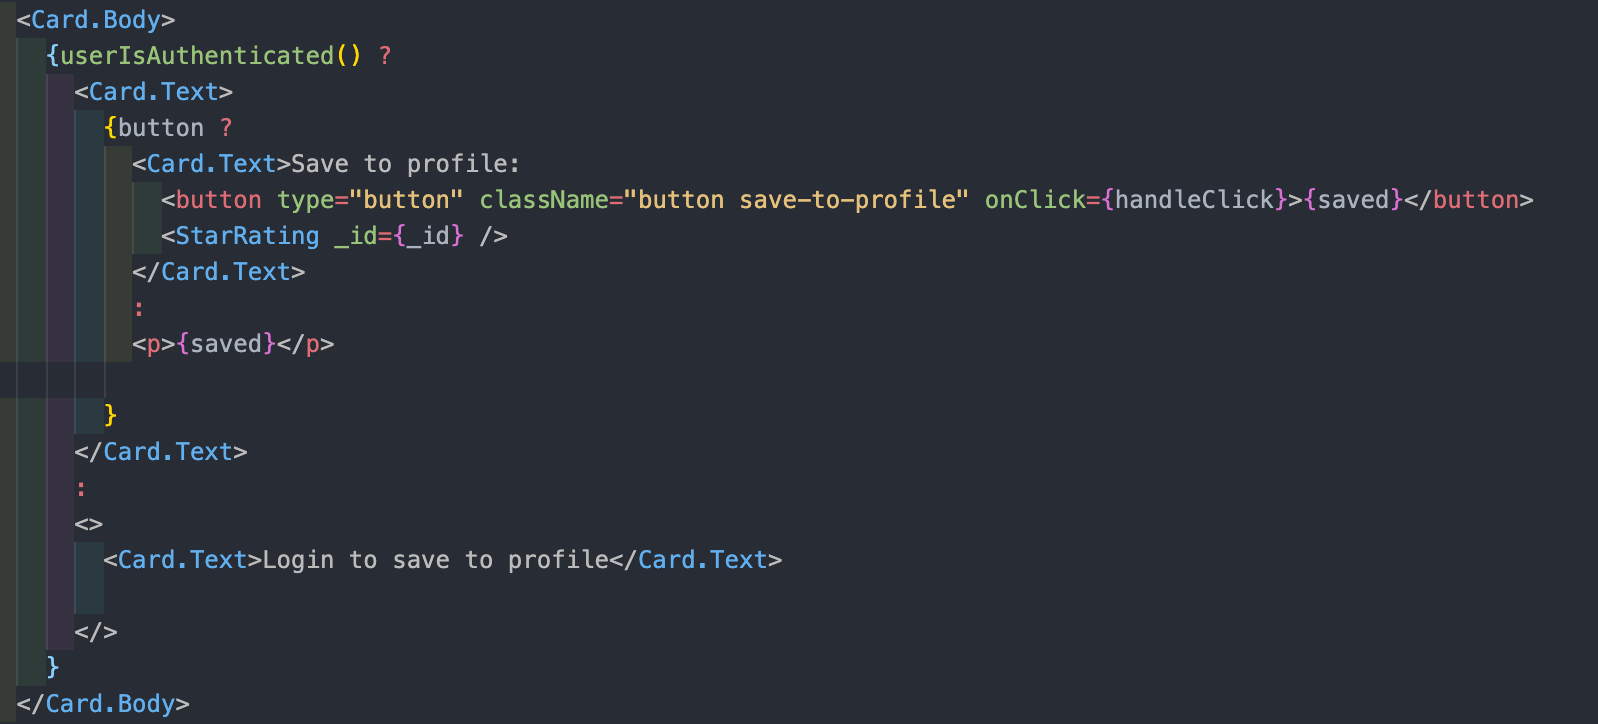 <Card.Body>
  {userIsAuthenticated() ?
    <Card.Text>
      {button ?
        <Card.Text>Save to profile:
          <button type="button" className="button save-to-profile" onClick={handleClick}>{saved}</button>
          <StarRating _id={_id} />
        </Card.Text>
        :
        <p>{saved}</p>
      }
    </Card.Text>
    :
    <>
      <Card.Text>Login to save to profile</Card.Text>
    </>
  }
</Card.Body>